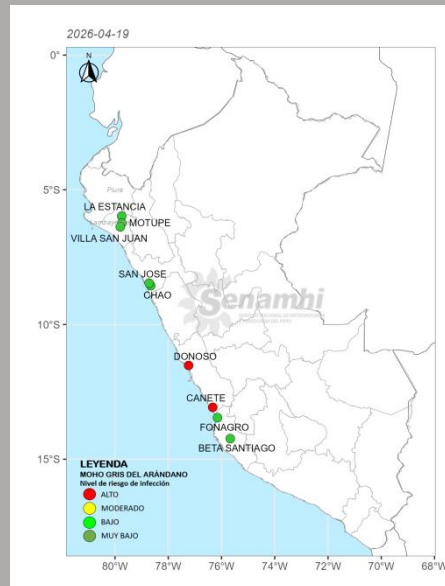 2026-04-19
N
0°
5°S
10°S
15°S
Piura
LA ESTANCIA
MOTUPE
VILLA SAN JUAN
SAN JOSE
CHAO
Senamhi
DONOSO
CANETE
FONAGRO
BETA SANTIAGO
LEYENDA
MOHO GRIS DEL ARÁNDANO
Nivel de riesgo de infección
ALTO
MODERADO
BAJO
MUY BAJO
80°W 78°W 76°W 74°W 72°W 70°W 68°W